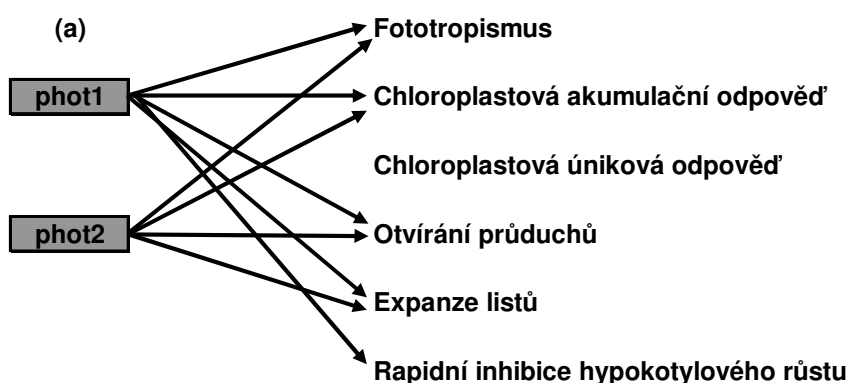 (a)
Fototropismus
phot1
Chloroplastová akumulační odpověď
Chloroplastová úniková odpověď
phot2
Otvírání průduchů
Expanze listů
Rapidní inhibice hypokotylového růstu